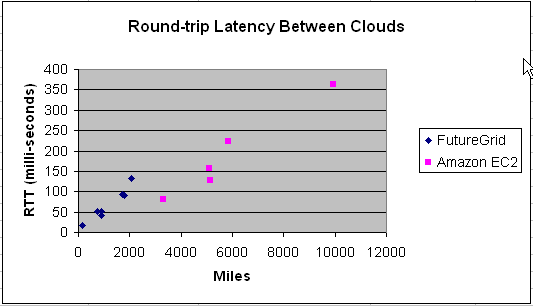 Round-trip Latency Between Clouds
RTT (milli-seconds)
400
350
300
250
200
150
100
50
0
0 2000 4000 6000 8000 10000 12000
Miles
FutureGrid
Amazon EC2